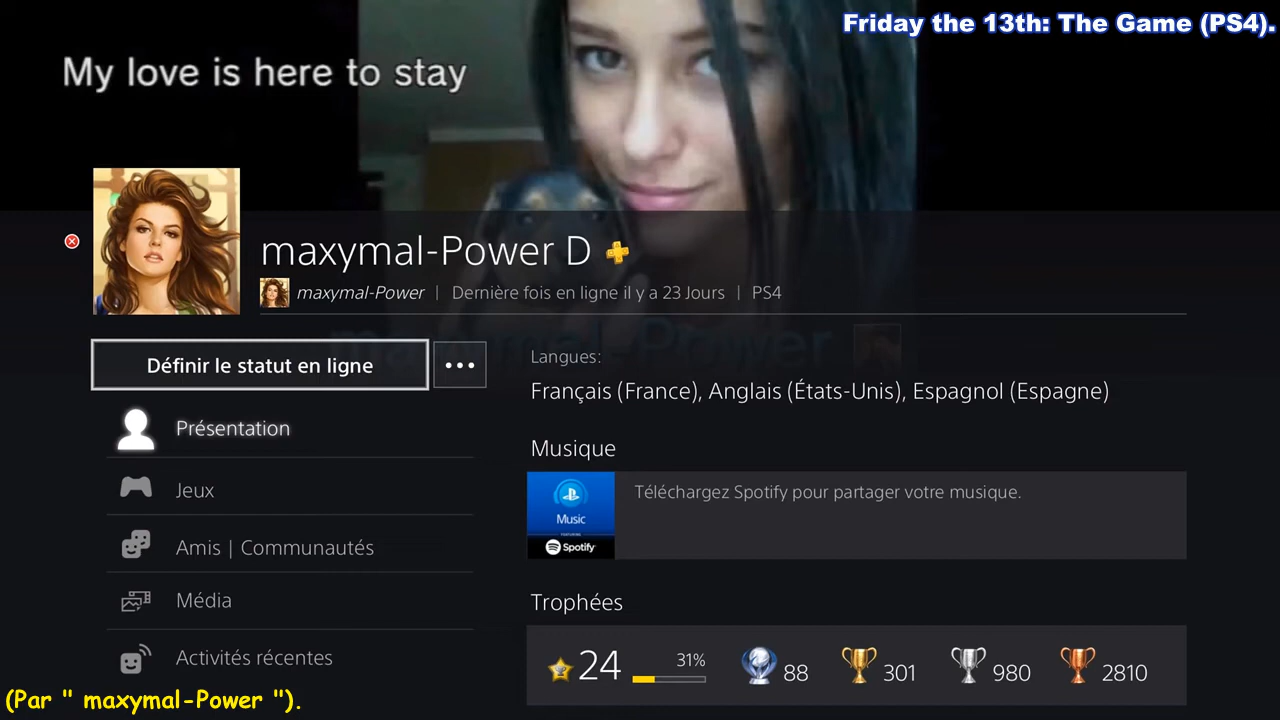 Friday the 13th: The Game (PS4).
My love is here to stay
maxymal-Power D
maxymal-Power | Dernière fois en ligne il y a 23 Jours | PS4
maxymal-Power
Définir le statut en ligne
Langues:
Français (France), Anglais (États-Unis), Espagnol (Espagne)
Présentation
Musique
Jeux
Téléchargez Spotify pour partager votre musique.
Music
Spotify
Amis | Communautés
Média
Trophées
Activités récentes
24 31% 88 301 980 2810
(Par " maxymal-Power ").